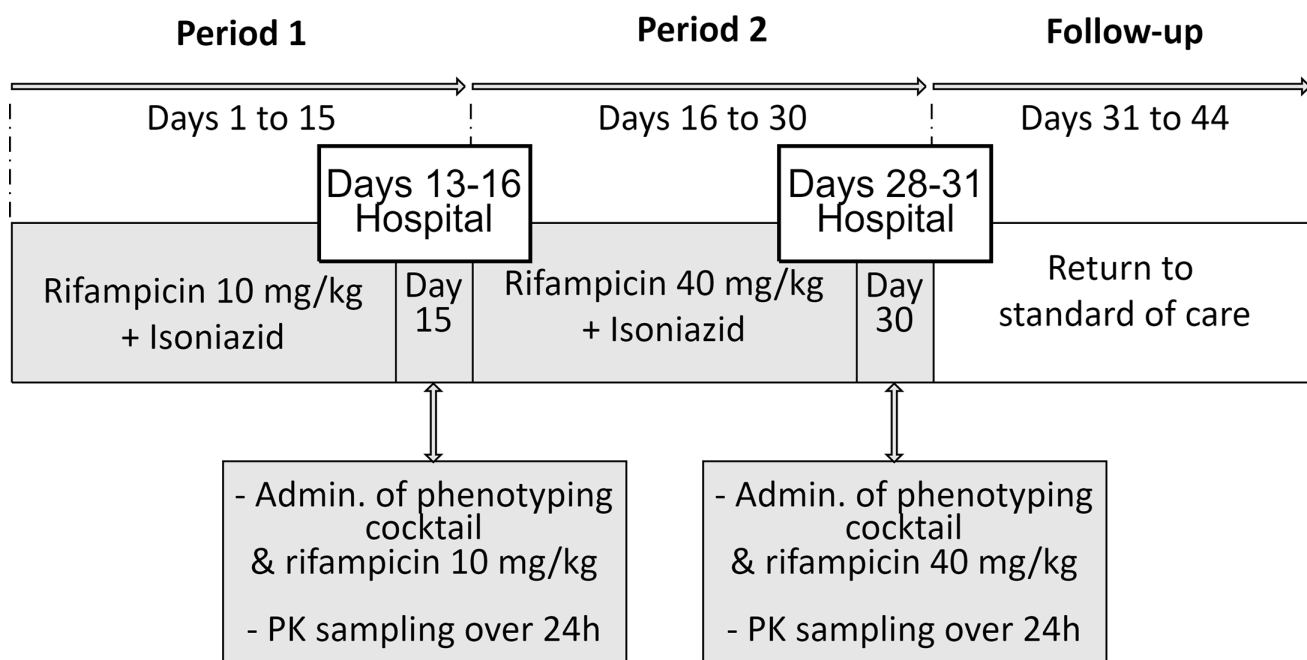 Period 1
Period 2
Follow-up
Days 1 to 15
Days 16 to 30
Days 31 to 44
Days 13-16
Hospital
Days 28-31
Hospital
Rifampicin 10 mg/kg
+ Isoniazid
Day
15
Rifampicin 40 mg/kg
+ Isoniazid
Day
30
Return to
standard of care
- Admin. of phenotyping
cocktail
& rifampicin 10 mg/kg
- PK sampling over 24h
- Admin. of phenotyping
cocktail
& rifampicin 40 mg/kg
- PK sampling over 24h